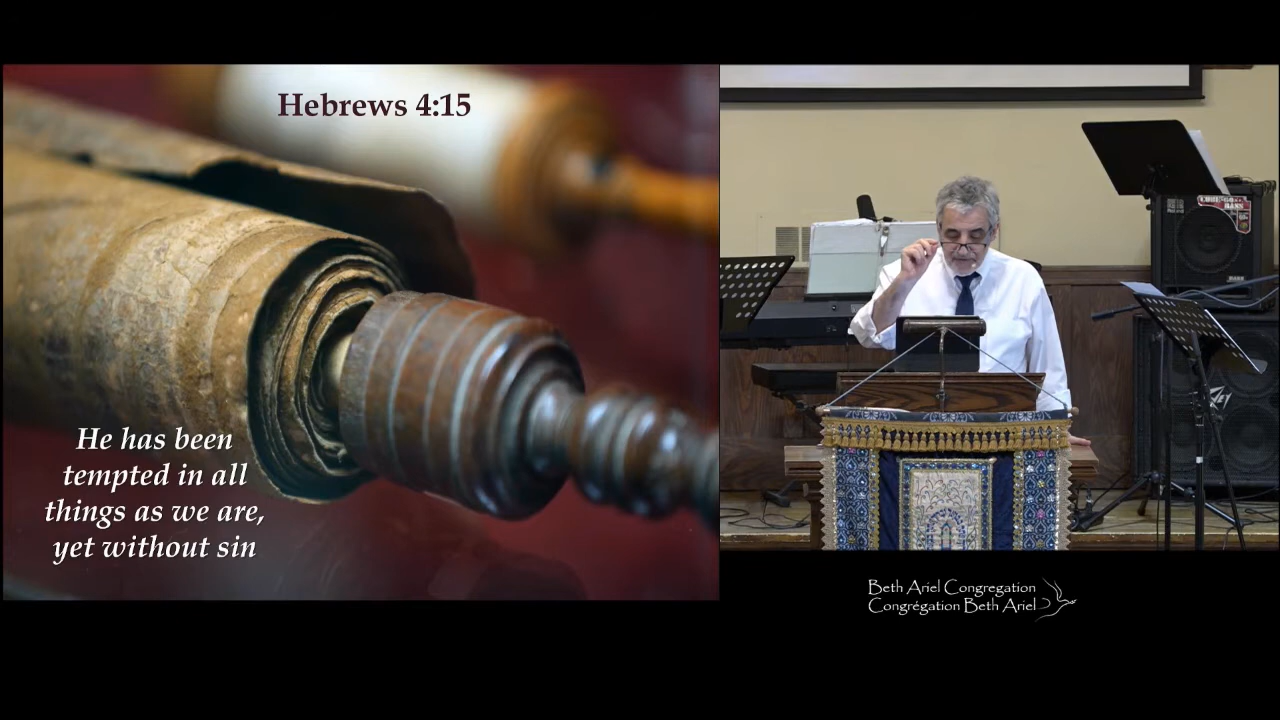 Hebrews 4:15
He has been
tempted in all
things as we are,
yet without sin
Beth Ariel Congregation
Congrégation Beth Ariel